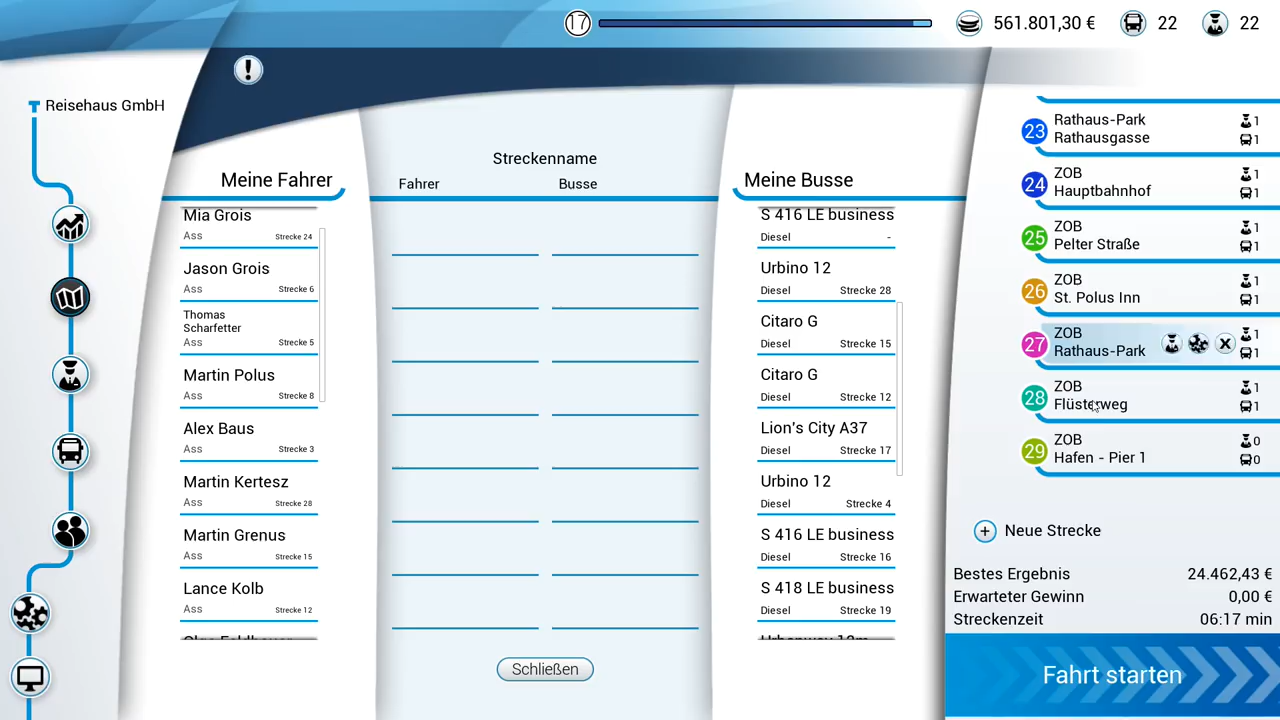 17
561.801,30 €
22
22
Reisehaus GmbH
Streckenname
Fahrer
Busse
Meine Fahrer
Mia Grois
Ass
Strecke 24
Jason Grois
Ass
Strecke 6
Thomas
Scharfetter
Ass
Strecke 5
Martin Polus
Ass
Strecke 8
Alex Baus
Ass
Strecke 3
Martin Kertesz
Ass
Strecke 28
Martin Grenus
Ass
Strecke 15
Lance Kolb
Ass
Strecke 12
Schließen
Meine Busse
S 416 LE business
Diesel
-
Urbino 12
Diesel
Strecke 28
Citaro G
Diesel
Strecke 15
Citaro G
Diesel
Strecke 12
Lion's City A37
Diesel
Strecke 17
Urbino 12
Diesel
Strecke 4
S 416 LE business
Diesel
Strecke 16
S 418 LE business
Diesel
Strecke 19
23
Rathaus-Park
Rathausgasse
1
1
24
ZOB
Hauptbahnhof
1
1
25
ZOB
Pelter Straße
1
1
26
ZOB
St. Polus Inn
1
1
27
ZOB
Rathaus-Park
1
1
28
ZOB
Flüsterweg
1
1
29
ZOB
Hafen - Pier 1
0
0
Neue Strecke
Bestes Ergebnis
24.462,43 €
Erwarteter Gewinn
0,00 €
Streckenzeit
06:17 min
Fahrt starten